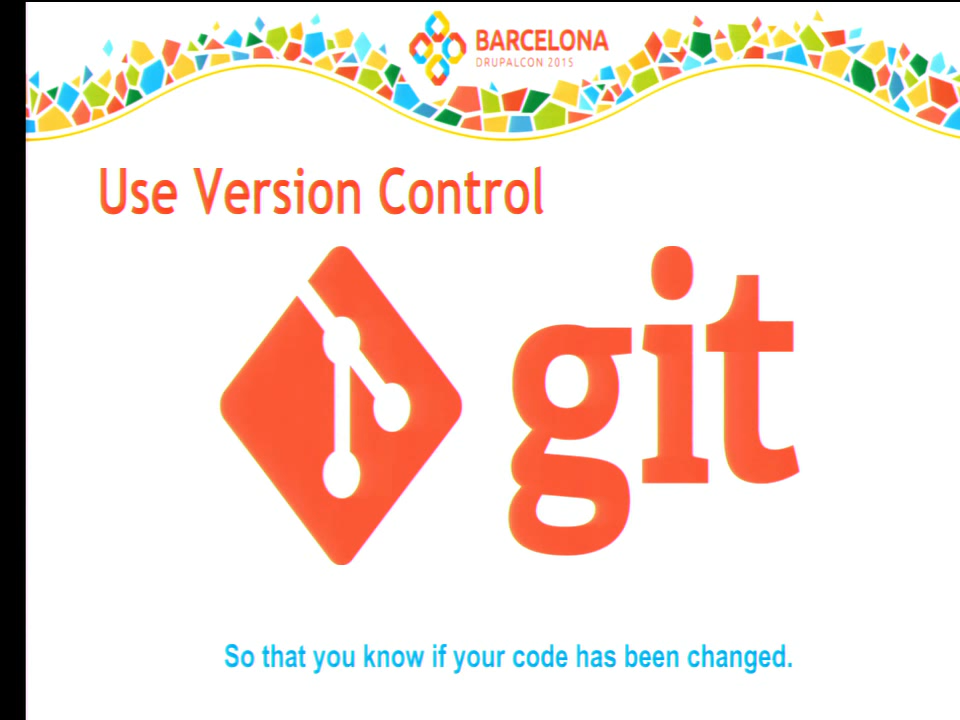 BARCELONA
DRUPALCON 2015
Use Version Control
git
So that you know if your code has been changed.